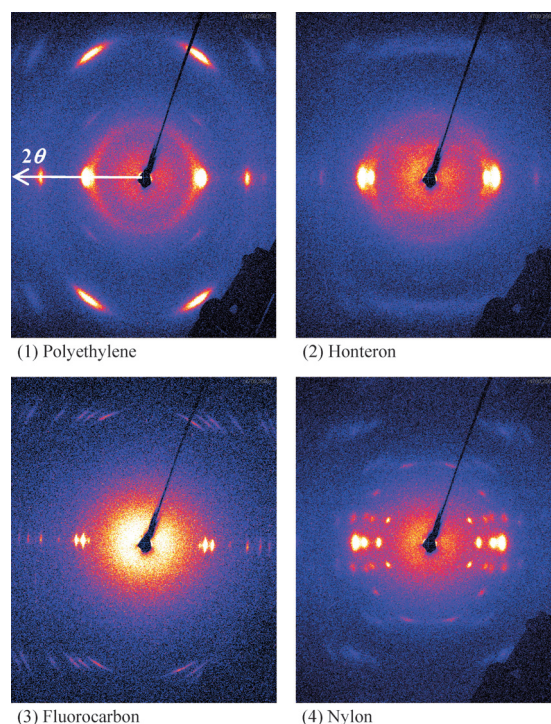 2θ
(1) Polyethylene
(2) Honteron
(3) Fluorocarbon
(4) Nylon